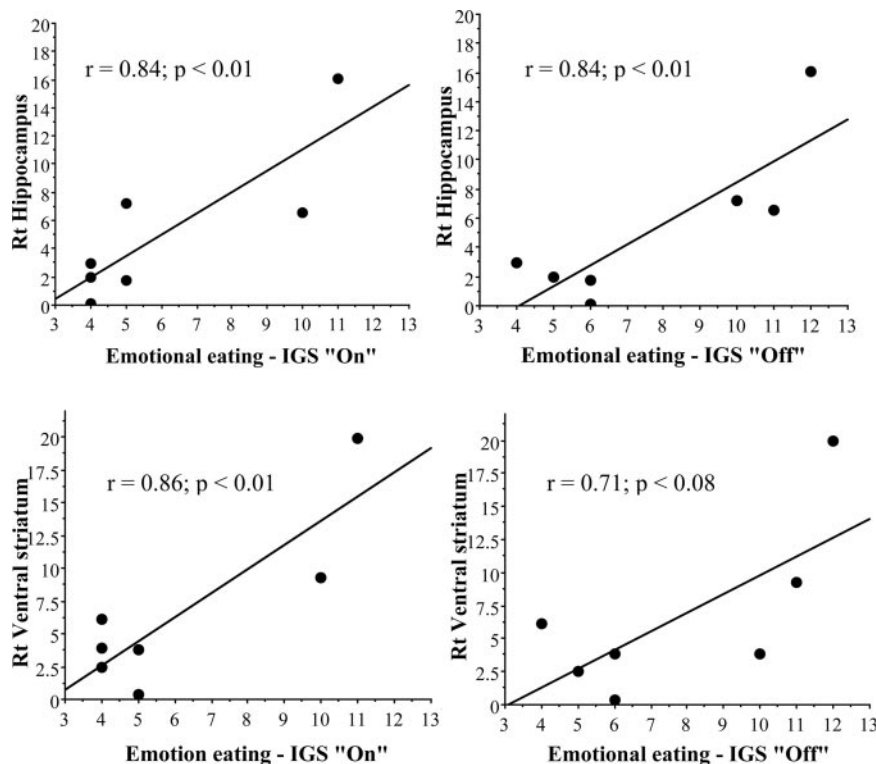 20
18
16
14
12
10
8
6
4
2
0
r = 0.84; p < 0.01
Rt Hippocampus
3 4 5 6 7 8 9 10 11 12 13
Emotional eating - IGS "On"
20
18
16
14
12
10
8
6
4
2
0
r = 0.84; p < 0.01
Rt Hippocampus
3 4 5 6 7 8 9 10 11 12 13
Emotional eating - IGS "Off"
20
17.5
15
12.5
10
7.5
5
2.5
0
r = 0.86; p < 0.01
Rt Ventral striatum
3 4 5 6 7 8 9 10 11 12 13
Emotion eating - IGS "On"
20
17.5
15
12.5
10
7.5
5
2.5
0
r = 0.71; p < 0.08
Rt Ventral striatum
3 4 5 6 7 8 9 10 11 12 13
Emotional eating - IGS "Off"